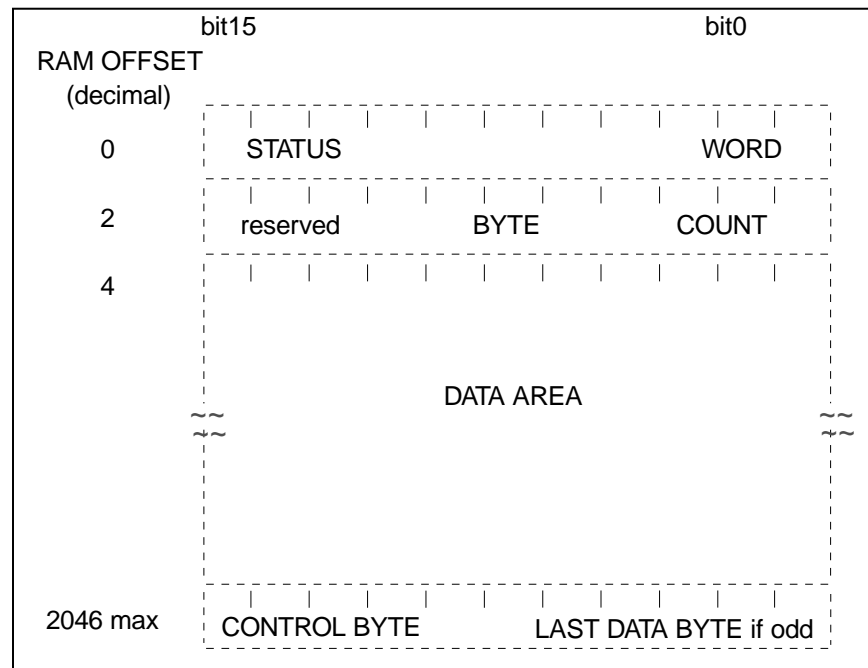 bit15 bit0
RAM OFFSET
(decimal)
0 STATUS WORD
2 reserved BYTE COUNT
4
DATA AREA
2046 max CONTROL BYTE LAST DATA BYTE if odd